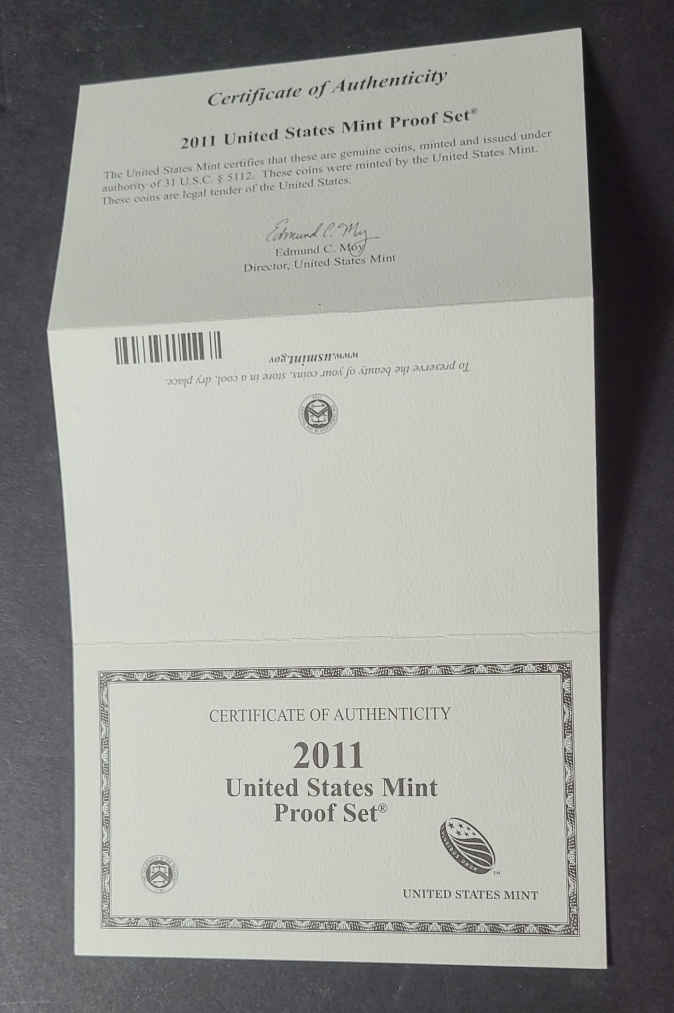 Certificate of Authenticity
2011 United States Mint Proof Set®
The United States Mint certifies that these are genuine coins, minted and issued under
authority of 31 U.S.C. § 5112. These coins were minted by the United States Mint.
These coins are legal tender of the United States.
Edmund C. Moy
Edmund C. Moy
Director, United States Mint
To preserve the beauty of your coins, store in a cool, dry place.
www.usmint.gov
CERTIFICATE OF AUTHENTICITY
2011
United States Mint
Proof Set®
TM
UNITED STATES MINT